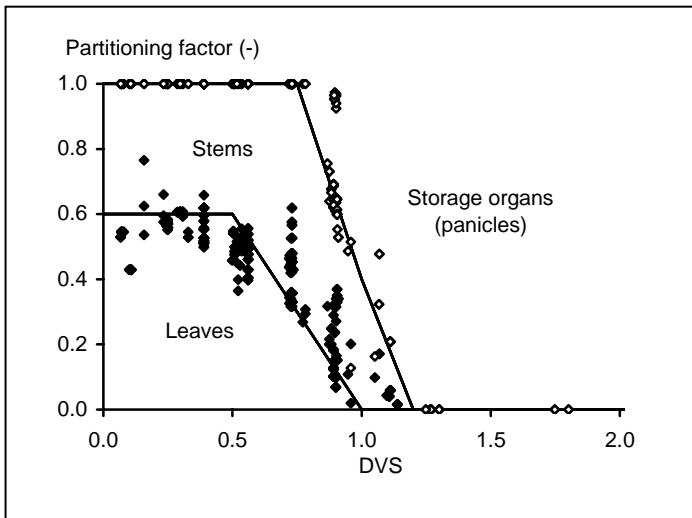 Partitioning factor (-)
1.0
0.8
0.6
0.4
0.2
0.0
Stems
Storage organs
(panicles)
Leaves
0.0 0.5 1.0 1.5 2.0
DVS